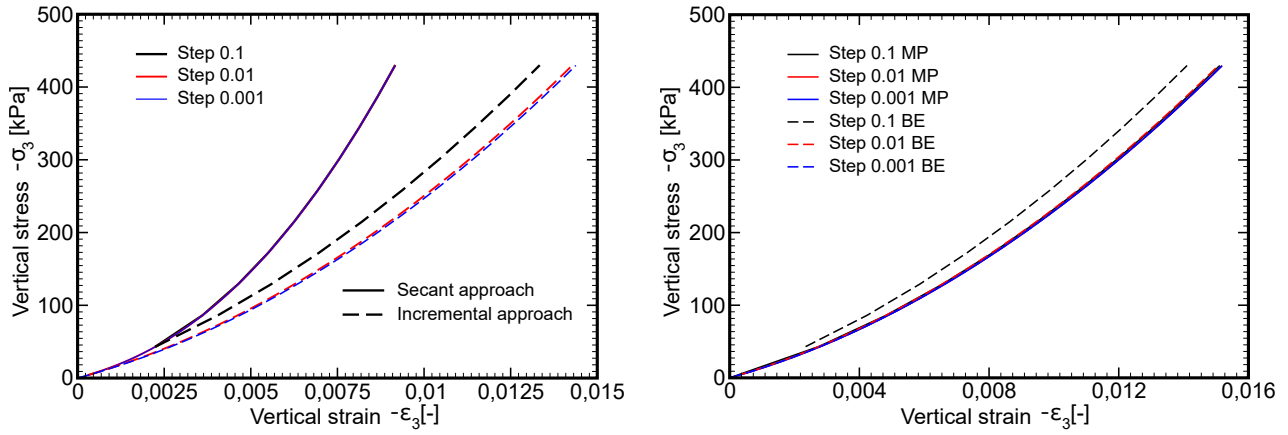 500
400
300
200
100
0
Vertical stress -σ3 [kPa]
Step 0.1
Step 0.01
Step 0.001
Secant approach
Incremental approach
0
0,0025
0,005
0,0075
0,01
0,0125
0,015
Vertical strain -ε3[-]
500
400
300
200
100
0
Vertical stress -σ3 [kPa]
Step 0.1 MP
Step 0.01 MP
Step 0.001 MP
Step 0.1 BE
Step 0.01 BE
Step 0.001 BE
0
0,004
0,008
0,012
0,016
Vertical strain -ε3[-]